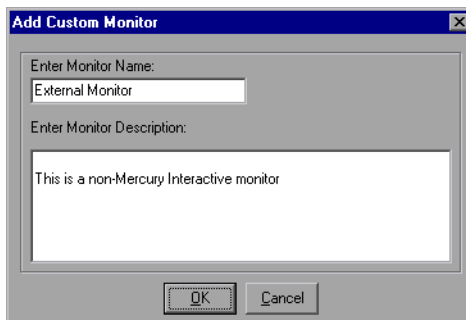 Add Custom Monitor
Enter Monitor Name:
External Monitor
Enter Monitor Description:
This is a non-Mercury Interactive monitor
OK Cancel